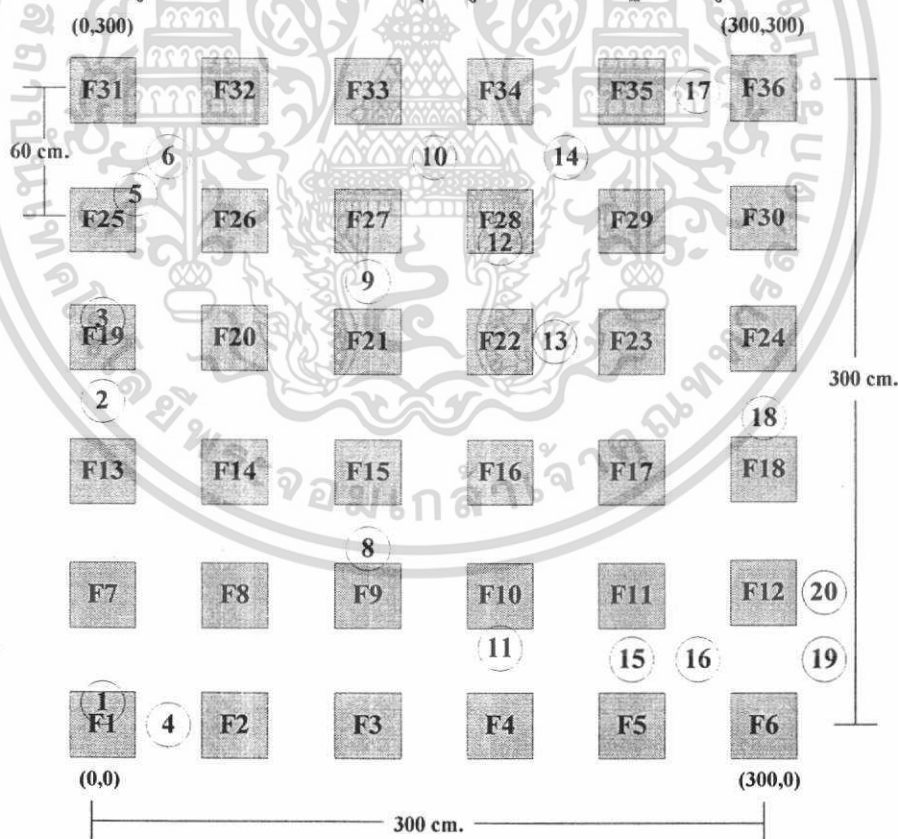 (0,300) (300,300)
F31 F32 F33 F34 F35 17 F36
60 cm. 6 10 14
5
F25 F26 F27 F28 F29 F30
12
9
3
F19 F20 F21 F22 13 F23 F24
300 cm.
2 18
F13 F14 F15 F16 F17 F18
8
F7 F8 F9 F10 F11 F12 20
11 15 16 19
1
F1 4 F2 F3 F4 F5 F6
(0,0) (300,0)
300 cm.